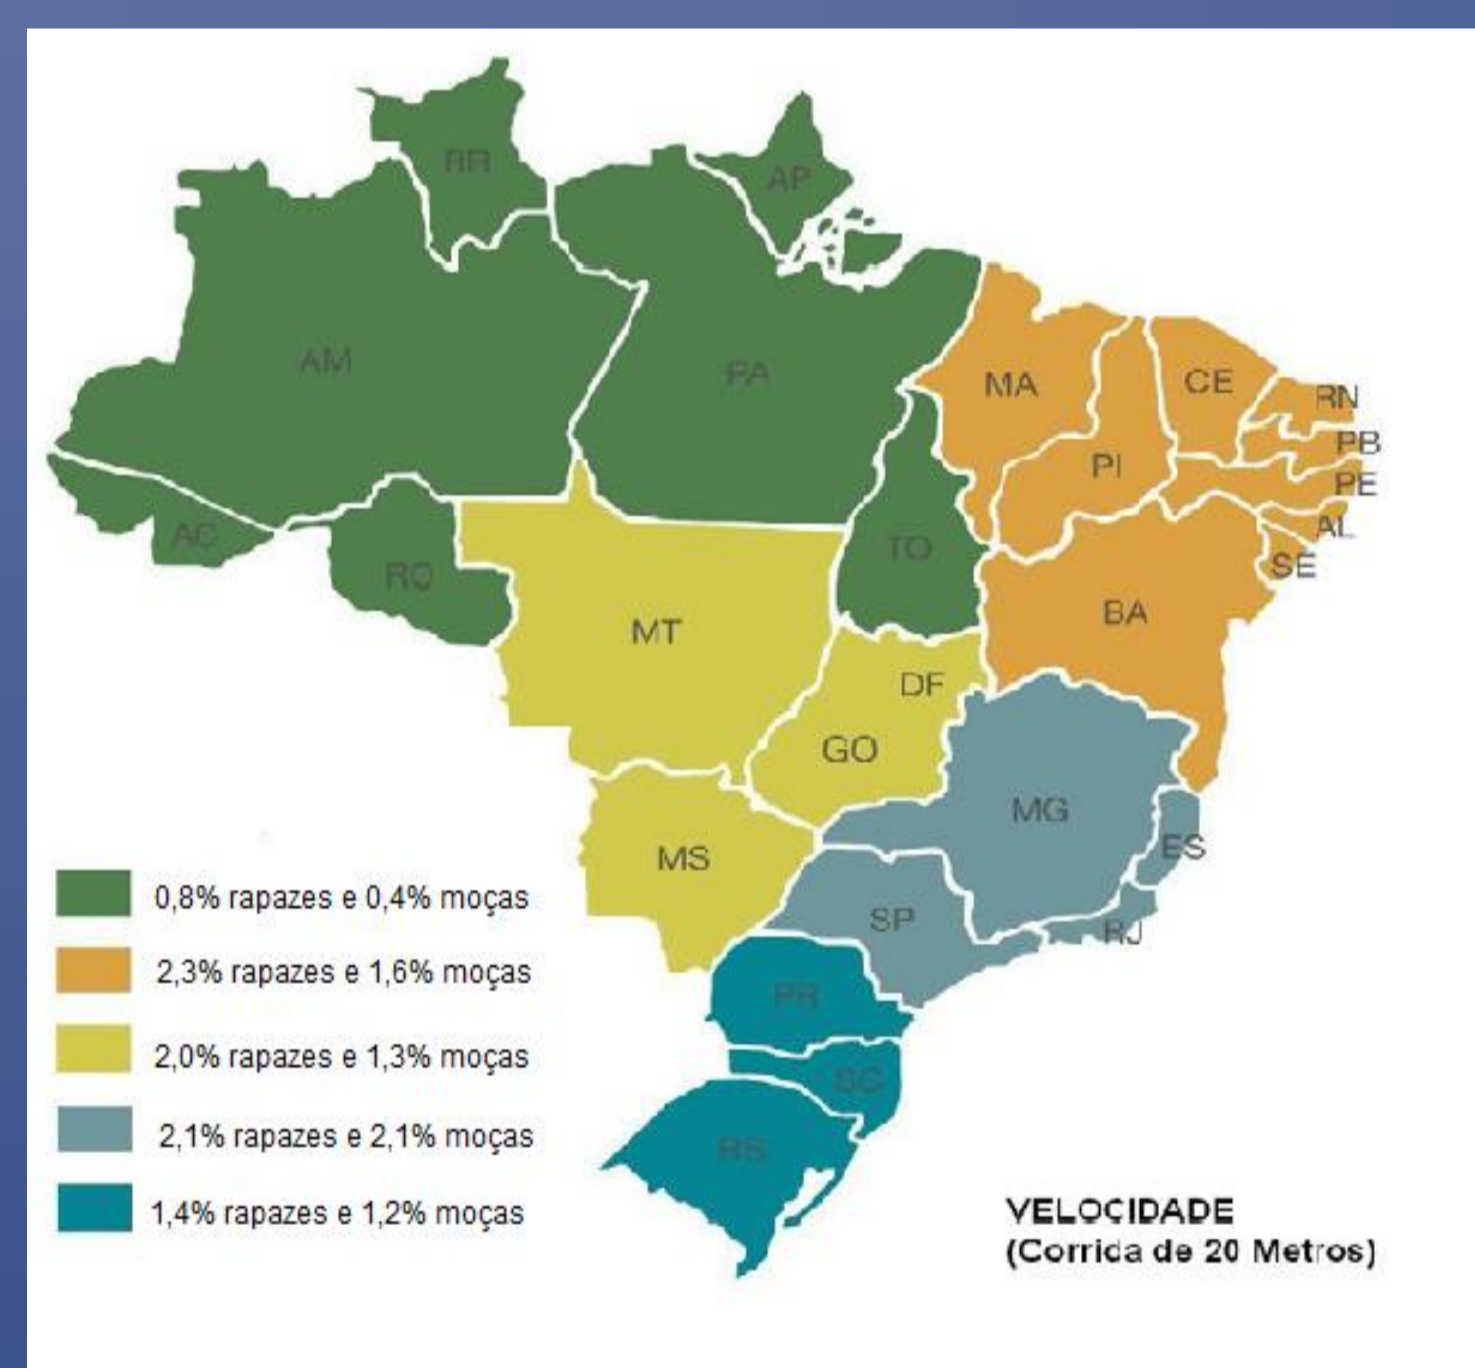 RR
AP
AM
PA
MA
CE
RN
PB
PI
PE
AC
TO
AL
RO
SE
BA
MT
DF
GO
MG
ES
MS
SP
RJ
PR
SC
RS
0,8% rapazes e 0,4% moças
2,3% rapazes e 1,6% moças
2,0% rapazes e 1,3% moças
2,1% rapazes e 2,1% moças
1,4% rapazes e 1,2% moças
VELOCIDADE
(Corrida de 20 Metros)